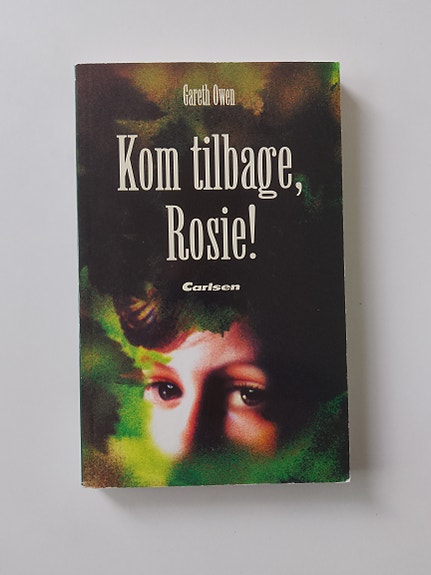 Gareth Owen
Kom tilbage,
Rosie!
Carlsen